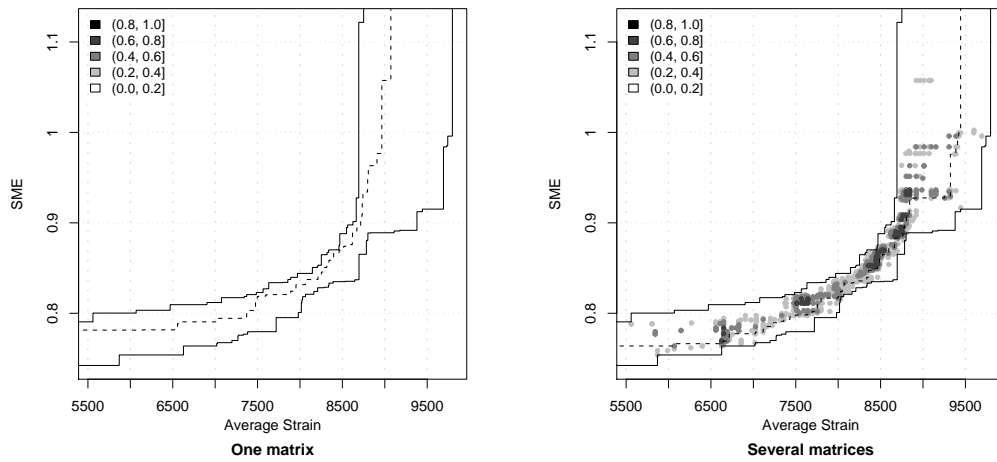 (0.8, 1.0]
(0.6, 0.8]
(0.4, 0.6]
(0.2, 0.4]
(0.0, 0.2]
1.1
1
0.9
0.8
SME
5500 6500 7500 8500 9500
Average Strain
One matrix
(0.8, 1.0]
(0.6, 0.8]
(0.4, 0.6]
(0.2, 0.4]
(0.0, 0.2]
1.1
1
0.9
0.8
SME
5500 6500 7500 8500 9500
Average Strain
Several matrices